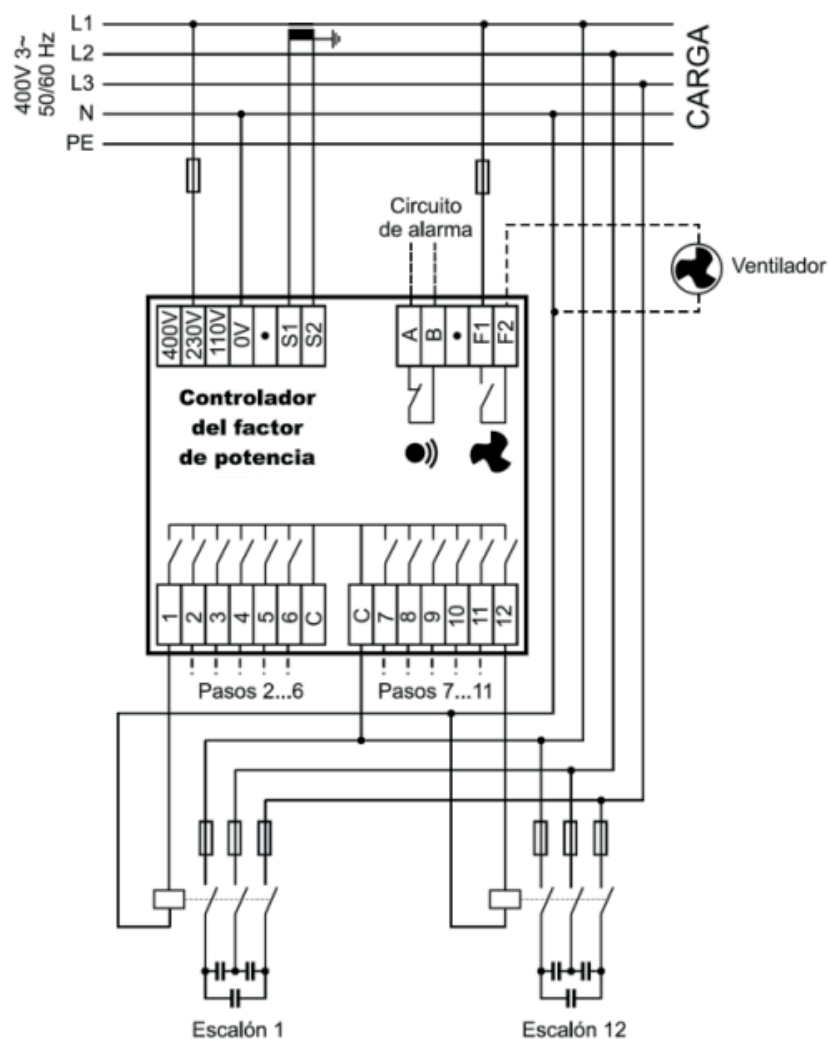 L1
L2
L3
N
PE
400V 3~
50/60 Hz
CARGA
Circuito
de alarma
Ventilador
400V
230V
110V
0V
•
S1
S2
A
B
•
F1
F2
Controlador
del factor
de potencia
1
2
3
4
5
6
C
C
7
8
9
10
11
12
Pasos 2...6
Pasos 7...11
Escalón 1
Escalón 12